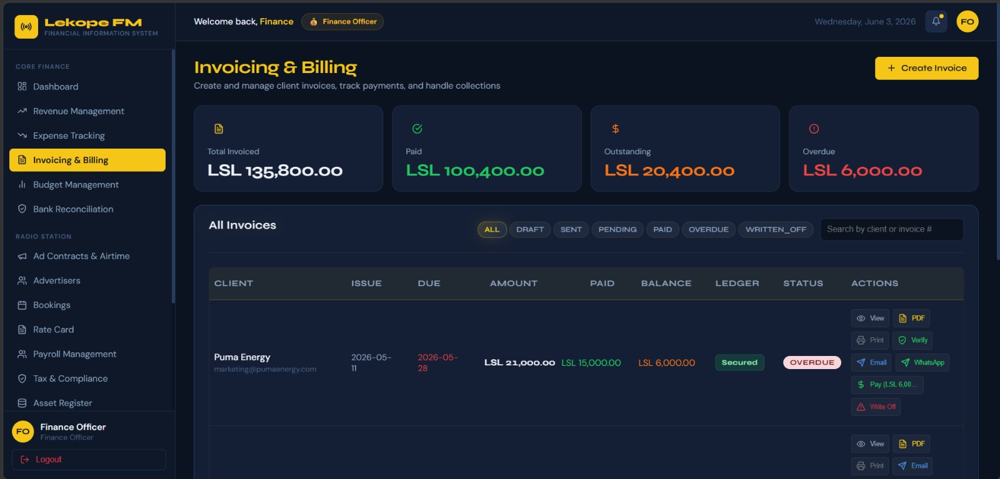 Lekope FM
FINANCIAL INFORMATION SYSTEM
Welcome back, Finance
Finance Officer
Wednesday, June 3, 2026
FO
CORE FINANCE
Dashboard
Revenue Management
Expense Tracking
Invoicing & Billing
Budget Management
Bank Reconciliation
RADIO STATION
Ad Contracts & Airtime
Advertisers
Bookings
Rate Card
Payroll Management
Tax & Compliance
Asset Register
FO
Finance Officer
Finance Officer
Logout
Invoicing & Billing
Create and manage client invoices, track payments, and handle collections
+ Create Invoice
Total Invoiced
LSL 135,800.00
Paid
LSL 100,400.00
Outstanding
LSL 20,400.00
Overdue
LSL 6,000.00
All Invoices
ALL DRAFT SENT PENDING PAID OVERDUE WRITTEN_OFF
Search by client or invoice #
CLIENT ISSUE DUE AMOUNT PAID BALANCE LEDGER STATUS ACTIONS
Puma Energy
marketing@pumaenergy.com
2026-05-
11
2026-05-
28
LSL 21,000.00 LSL 15,000.00 LSL 6,000.00 Secured OVERDUE
View PDF
Print Verify
Email WhatsApp
Pay (LSL 6,00...
Write Off
View PDF
Print Email